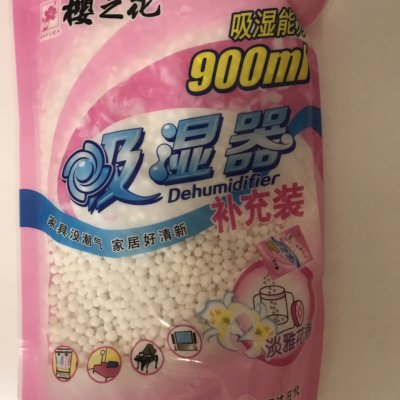 樱之花
吸湿能力
900ml
吸湿器
Dehumidifier
补充装
家具没潮气 家居好清新
淡雅花香